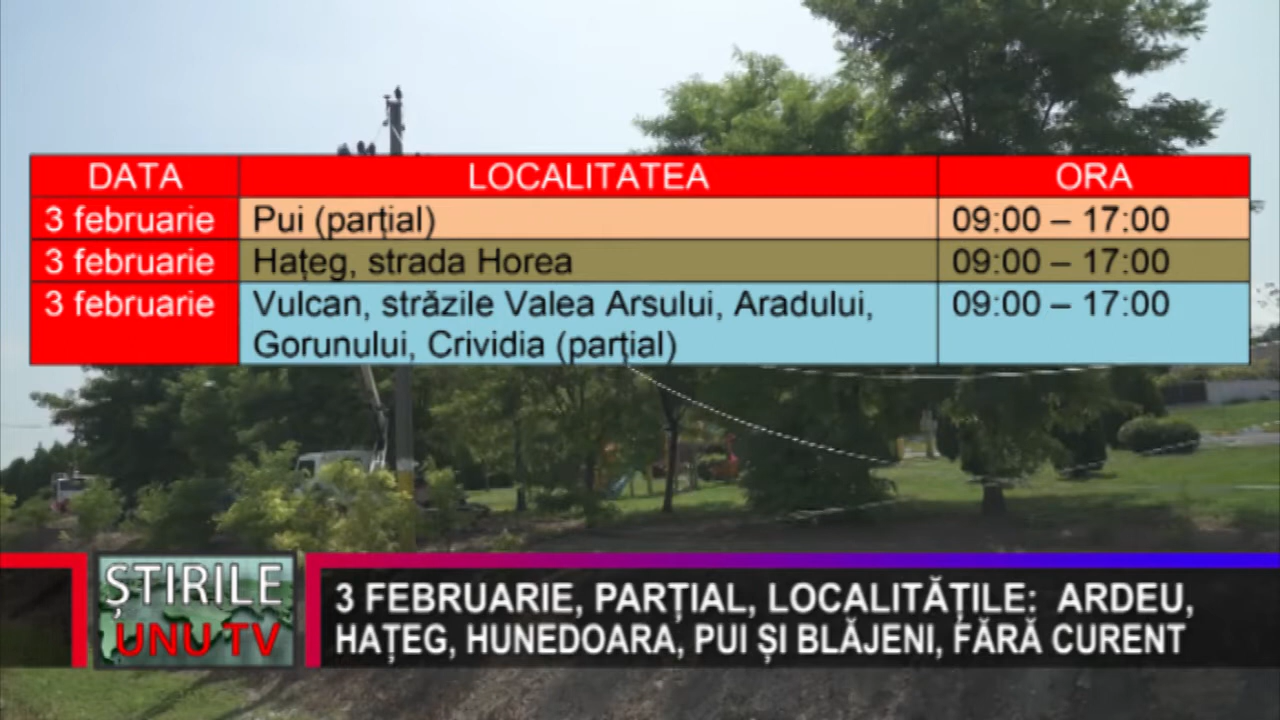 DATA LOCALITATEA ORA
3 februarie Pui (parțial) 09:00 – 17:00
3 februarie Hațeg, strada Horea 09:00 – 17:00
3 februarie Vulcan, străzile Valea Arsului, Aradului, 09:00 – 17:00
Gorunului, Crividia (parțial)
ȘTIRILE
UNU TV
3 FEBRUARIE, PARȚIAL, LOCALITĂȚILE: ARDEU,
HAȚEG, HUNEDOARA, PUI ȘI BLĂJENI, FĂRĂ CURENT